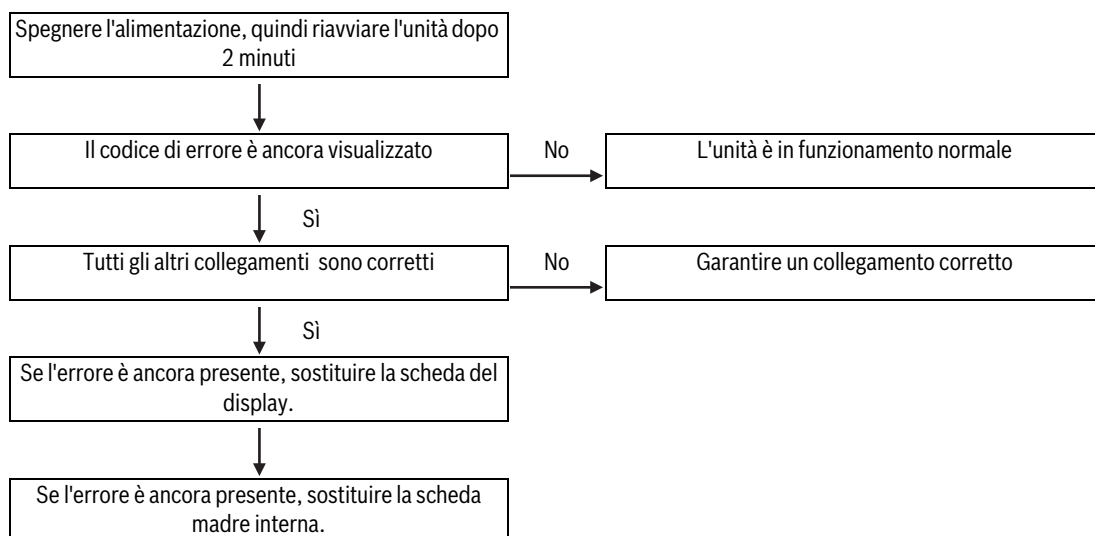 Spegnere l'alimentazione, quindi riavviare l'unità dopo
2 minuti
Il codice di errore è ancora visualizzato
No
L'unità è in funzionamento normale
Sì
Tutti gli altri collegamenti sono corretti
No
Garantire un collegamento corretto
Sì
Se l'errore è ancora presente, sostituire la scheda del
display.
Se l'errore è ancora presente, sostituire la scheda
madre interna.